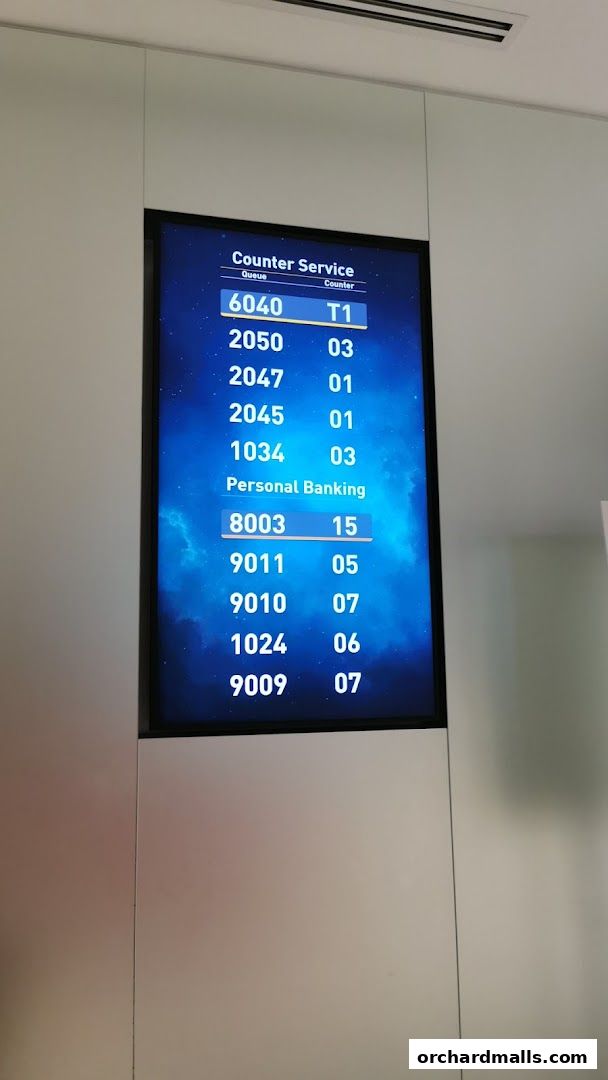 Counter Service
Queue Counter
6040 T1
2050 03
2047 01
2045 01
1034 03
Personal Banking
8003 15
9011 05
9010 07
1024 06
9009 07
orchardmalls.com